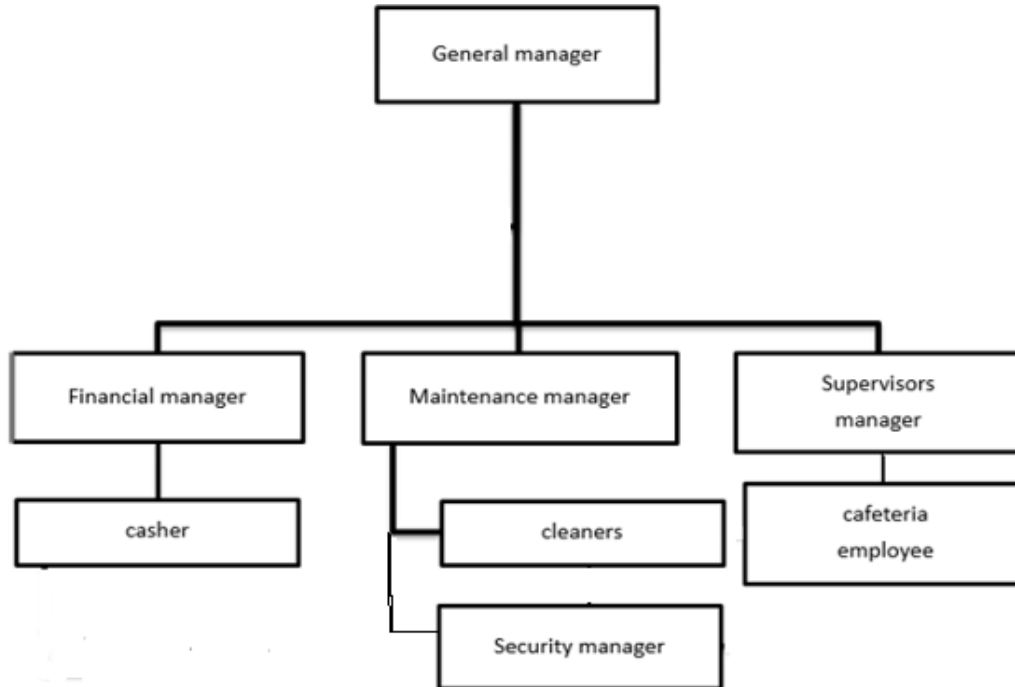 General manager
Financial manager
Maintenance manager
Supervisors
manager
casher
cleaners
cafeteria
employee
Security manager